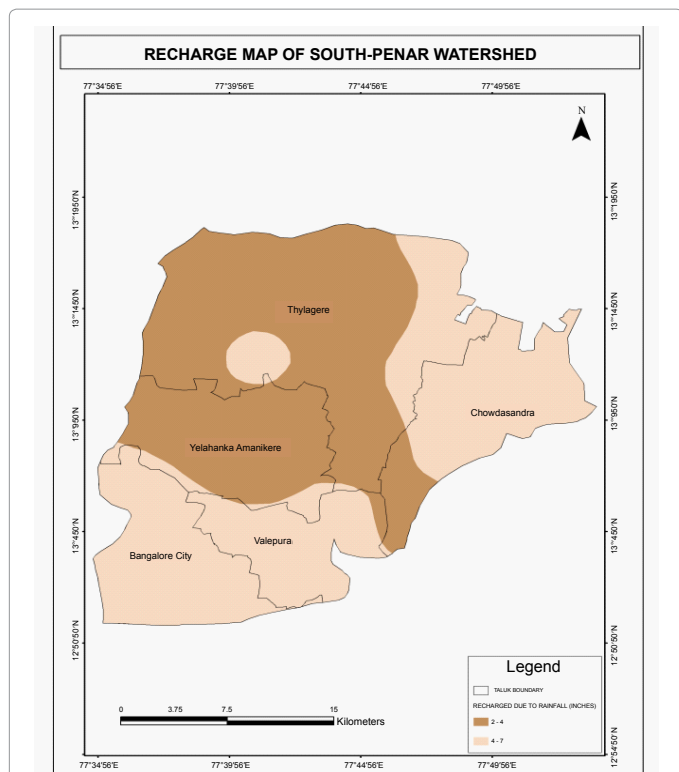 RECHARGE MAP OF SOUTH-PENAR WATERSHED
77°34'56"E 77°39'56"E 77°44'56"E 77°49'56"E
N
13°19'50"N 13°19'50"N
13°14'50"N 13°14'50"N
Thylagere
Chowdasandra
13°9'50"N 13°9'50"N
Yelahanka Amanikere
13°4'50"N 13°4'50"N
Valepura
Bangalore City
12°50'50"N 12°50'50"N
Legend
TALUK BOUNDARY
RECHARGED DUE TO RAINFALL (INCHES)
2 - 4
4 - 7
0 3.75 7.5 15
Kilometers
12°54'50"N
77°34'56"E 77°39'56"E 77°44'56"E 77°49'56"E